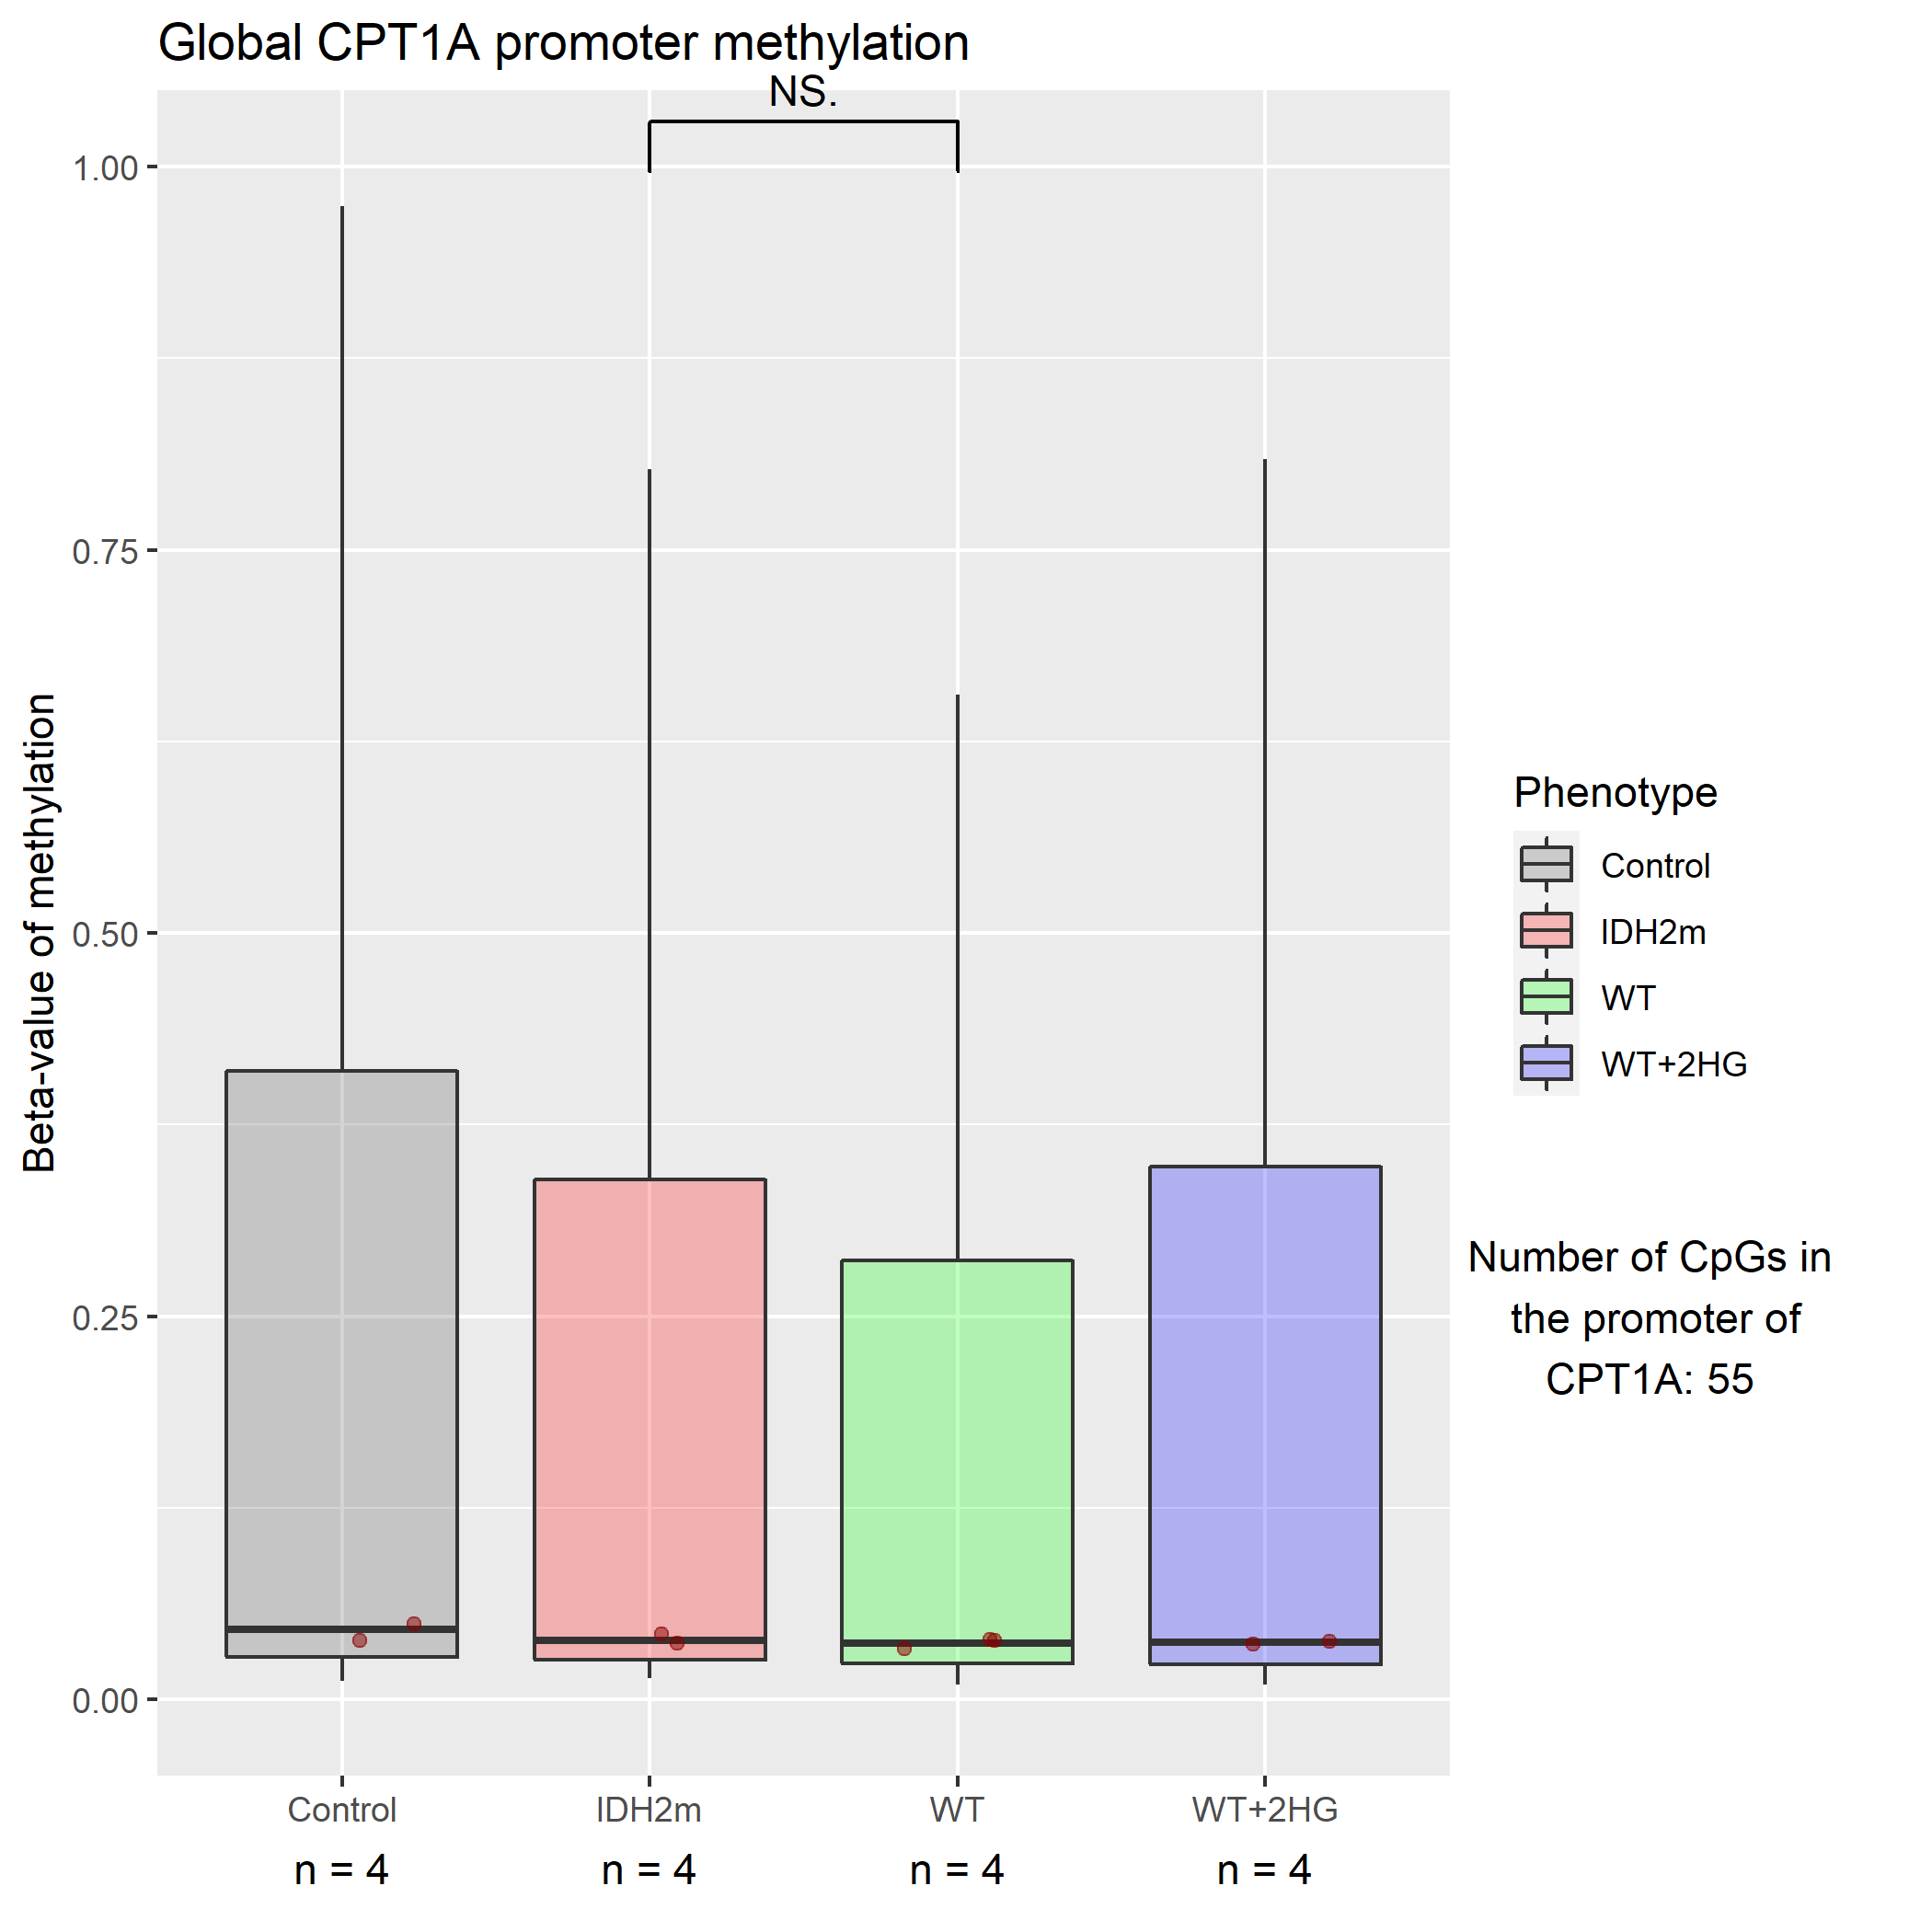 Global CPT1A promoter methylation
NS.
1.00
0.75
0.50
0.25
0.00
Beta-value of methylation
Control
IDH2m
WT
WT+2HG
n = 4
n = 4
n = 4
n = 4
Phenotype
Control
IDH2m
WT
WT+2HG
Number of CpGs in
the promoter of
CPT1A: 55